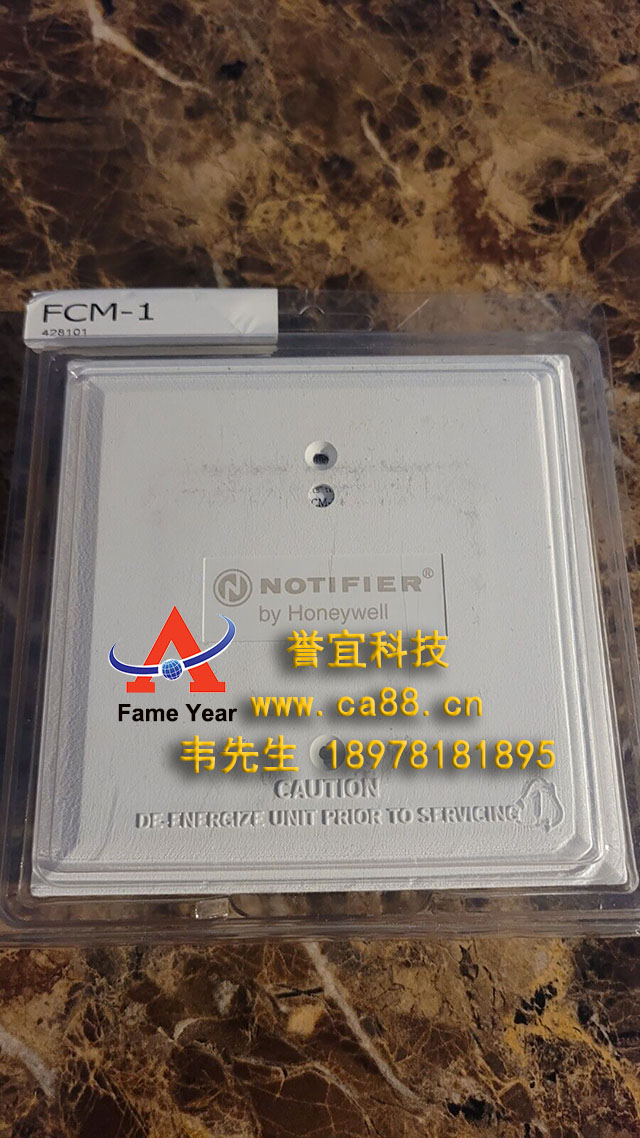 FCM-1
428101
NOTIFIER®
by Honeywell
誉宜科技
Fame Year
www.ca88.cn
韦先生 18978181895
CAUTION
DE-ENERGIZE UNIT PRIOR TO SERVICING